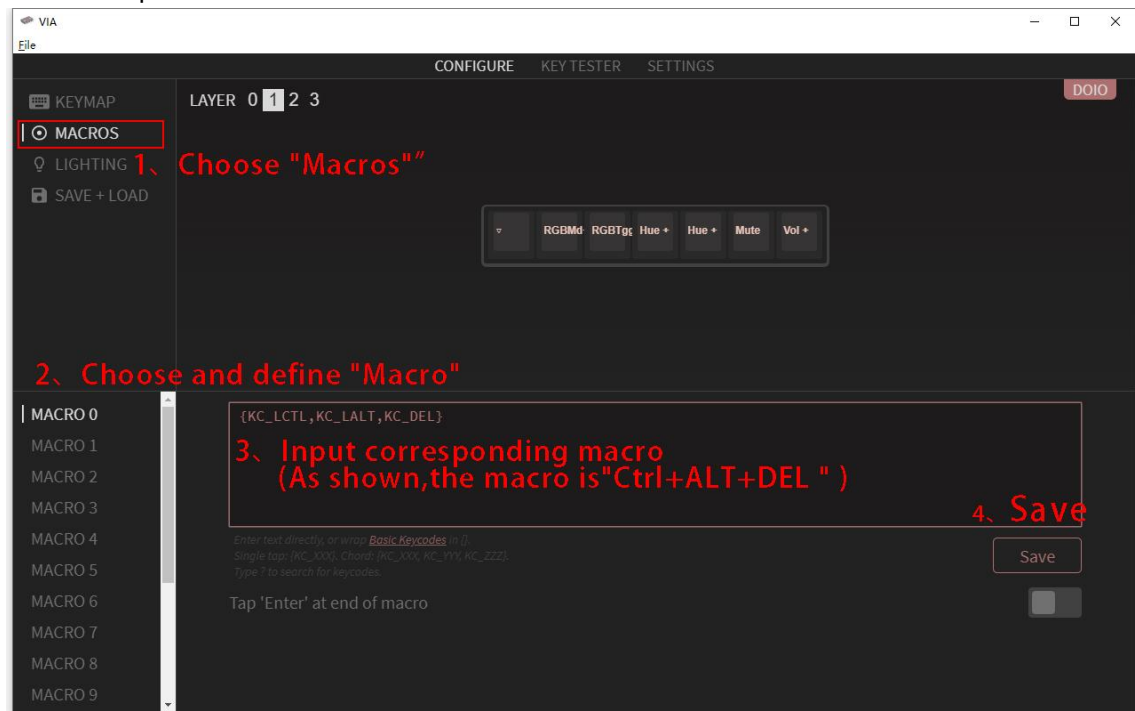 VIA
File
CONFIGURE KEY TESTER SETTINGS
DOIO
KEYMAP
MACROS
LIGHTING
SAVE + LOAD
LAYER 0 1 2 3
1、 Choose "Macros"”
▿ RGBMd RGBTgg Hue + Hue + Mute Vol +
2、 Choose and define "Macro"
MACRO 0
MACRO 1
MACRO 2
MACRO 3
MACRO 4
MACRO 5
MACRO 6
MACRO 7
MACRO 8
MACRO 9
{KC_LCTL,KC_LALT,KC_DEL}
3、 Input corresponding macro
(As shown,the macro is"Ctrl+ALT+DEL " )
4、 Save
Enter text directly, or wrap Basic Keycodes in {}.
Single tap: {KC_XXX}. Chord: {KC_XXX, KC_YYY, KC_ZZZ}.
Type ? to search for keycodes.
Save
Tap 'Enter' at end of macro